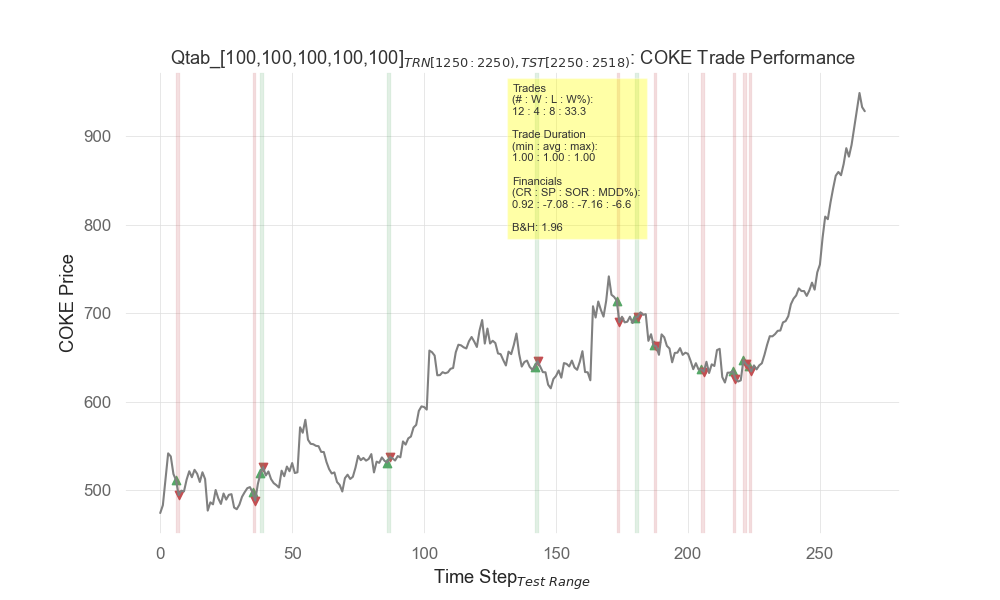 Qtab_[100,100,100,100,100]TRN[1250:2250),TST[2250:2518): COKE Trade Performance
Trades
(# : W : L : W%):
12 : 4 : 8 : 33.3
Trade Duration
(min : avg : max):
1.00 : 1.00 : 1.00
Financials
(CR : SP : SOR : MDD%):
0.92 : -7.08 : -7.16 : -6.6
B&H: 1.96
COKE Price
900
800
700
600
500
0 50 100 150 200 250
Time StepTest Range